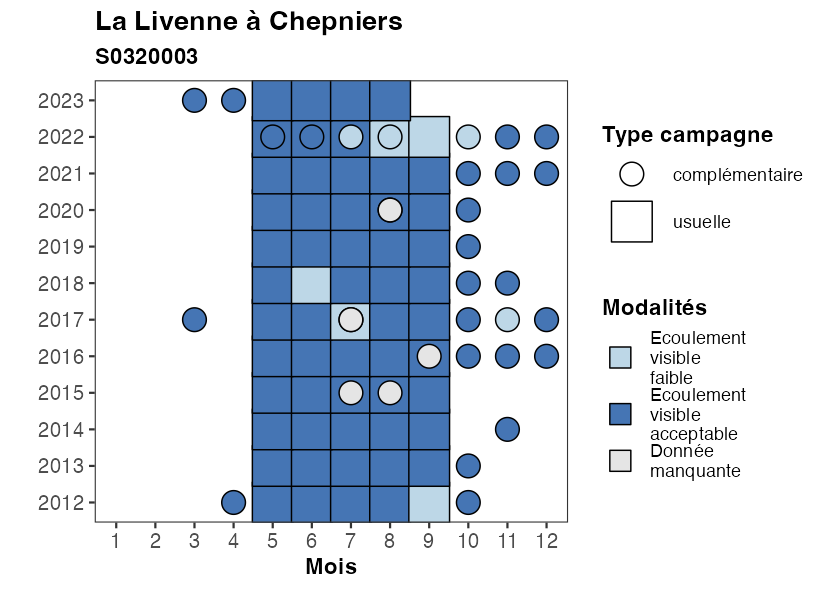 La Livenne à Chepniers
S0320003
2023
2022
2021
2020
2019
2018
2017
2016
2015
2014
2013
2012
1 2 3 4 5 6 7 8 9 10 11 12
Mois
Type campagne
complémentaire
usuelle
Modalités
Ecoulement
visible
faible
Ecoulement
visible
acceptable
Donnée
manquante